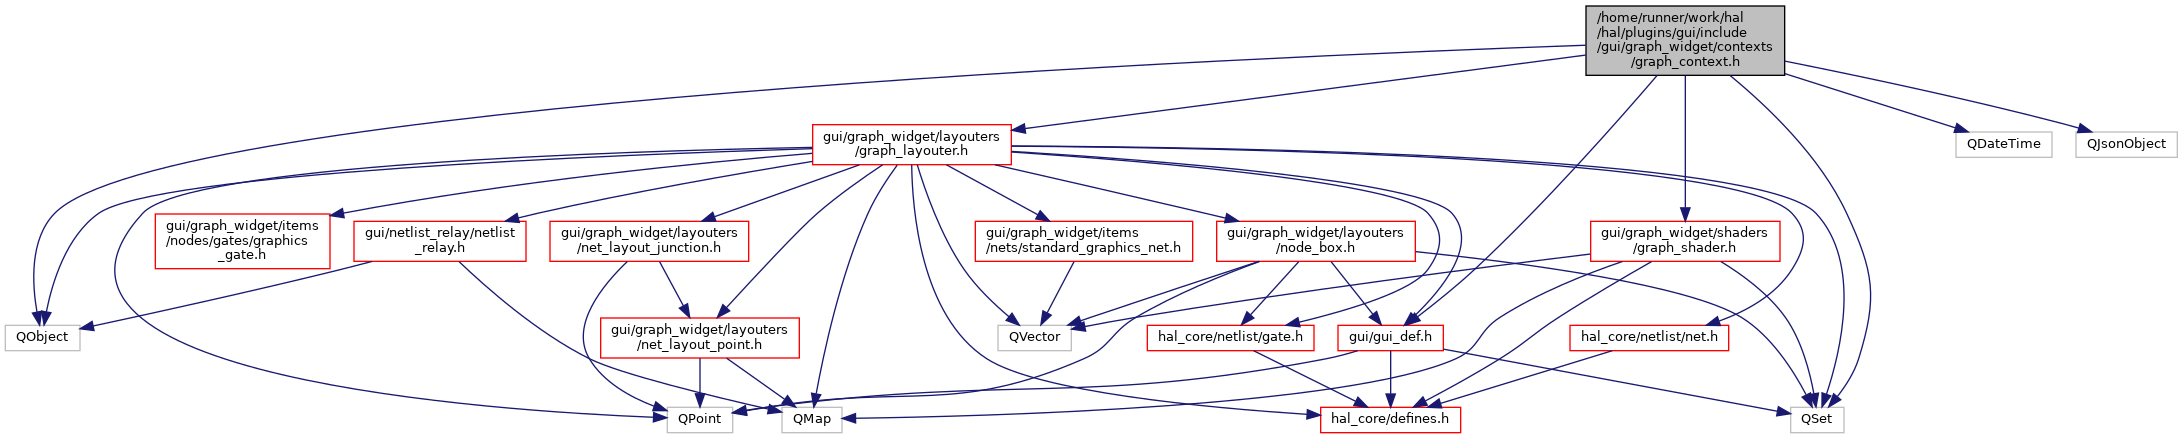 /home/runner/work/hal
/hal/plugins/gui/include
/gui/graph_widget/contexts
/graph_context.h
gui/graph_widget/layouters
/graph_layouter.h
QDateTime
QJsonObject
gui/graph_widget/items
/nodes/gates/graphics
_gate.h
gui/netlist_relay/netlist
_relay.h
gui/graph_widget/layouters
/net_layout_junction.h
gui/graph_widget/items
/nets/standard_graphics_net.h
gui/graph_widget/layouters
/node_box.h
gui/graph_widget/shaders
/graph_shader.h
QObject
gui/graph_widget/layouters
/net_layout_point.h
QVector
hal_core/netlist/gate.h
gui/gui_def.h
hal_core/netlist/net.h
QPoint
QMap
hal_core/defines.h
QSet